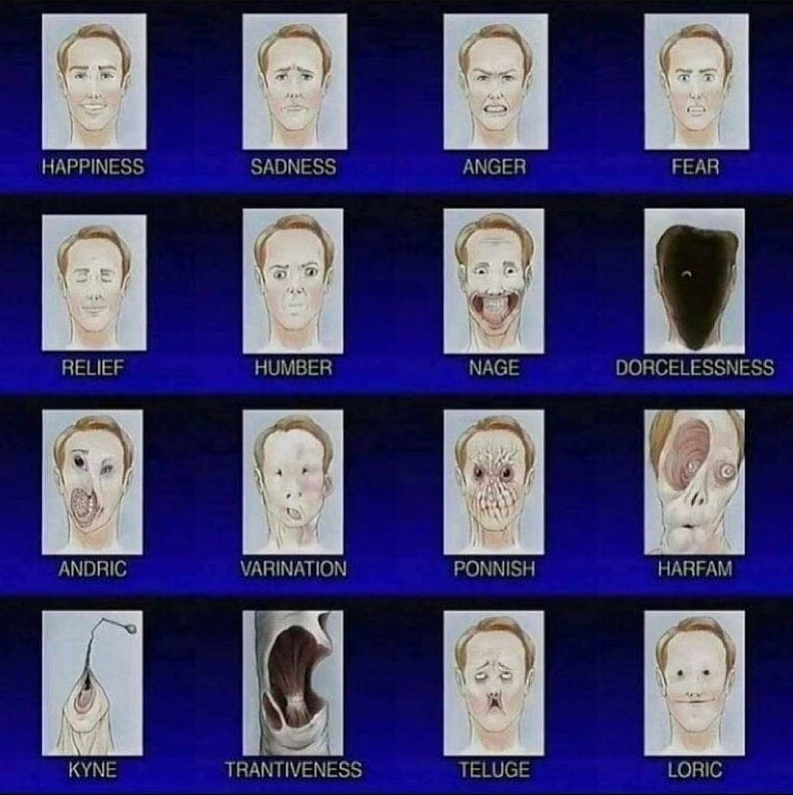 HAPPINESS SADNESS ANGER FEAR
RELIEF HUMBER NAGE DORCELESSNESS
ANDRIC VARINATION PONNISH HARFAM
KYNE TRANTIVENESS TELUGE LORIC